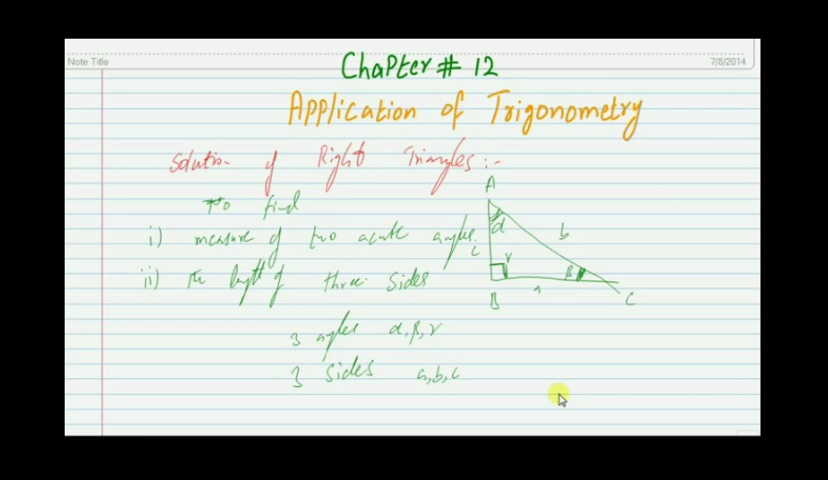 Note Title
7/8/2014
Chapter # 12
Application of Trigonometry
Solution of Right Triangles :-
To find
i) measure of two acute angles.
ii) The length of three sides
A
α
b
c
γ
β
B
a
C
3 angles α, β, γ
3 sides a, b, c